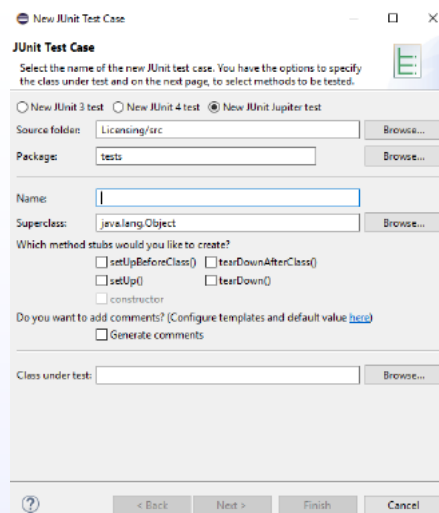 New JUnit Test Case
JUnit Test Case
Select the name of the new JUnit test case. You have the options to specify
the class under test and on the next page, to select methods to be tested.
New JUnit 3 test New JUnit 4 test New JUnit Jupiter test
Source folder: Licensing/src Browse...
Package: tests Browse...
Name:
Superclass: java.lang.Object Browse...
Which method stubs would you like to create?
setUpBeforeClass() tearDownAfterClass()
setUp() tearDown()
constructor
Do you want to add comments? (Configure templates and default value here)
Generate comments
Class under test: Browse...
? < Back Next > Finish Cancel